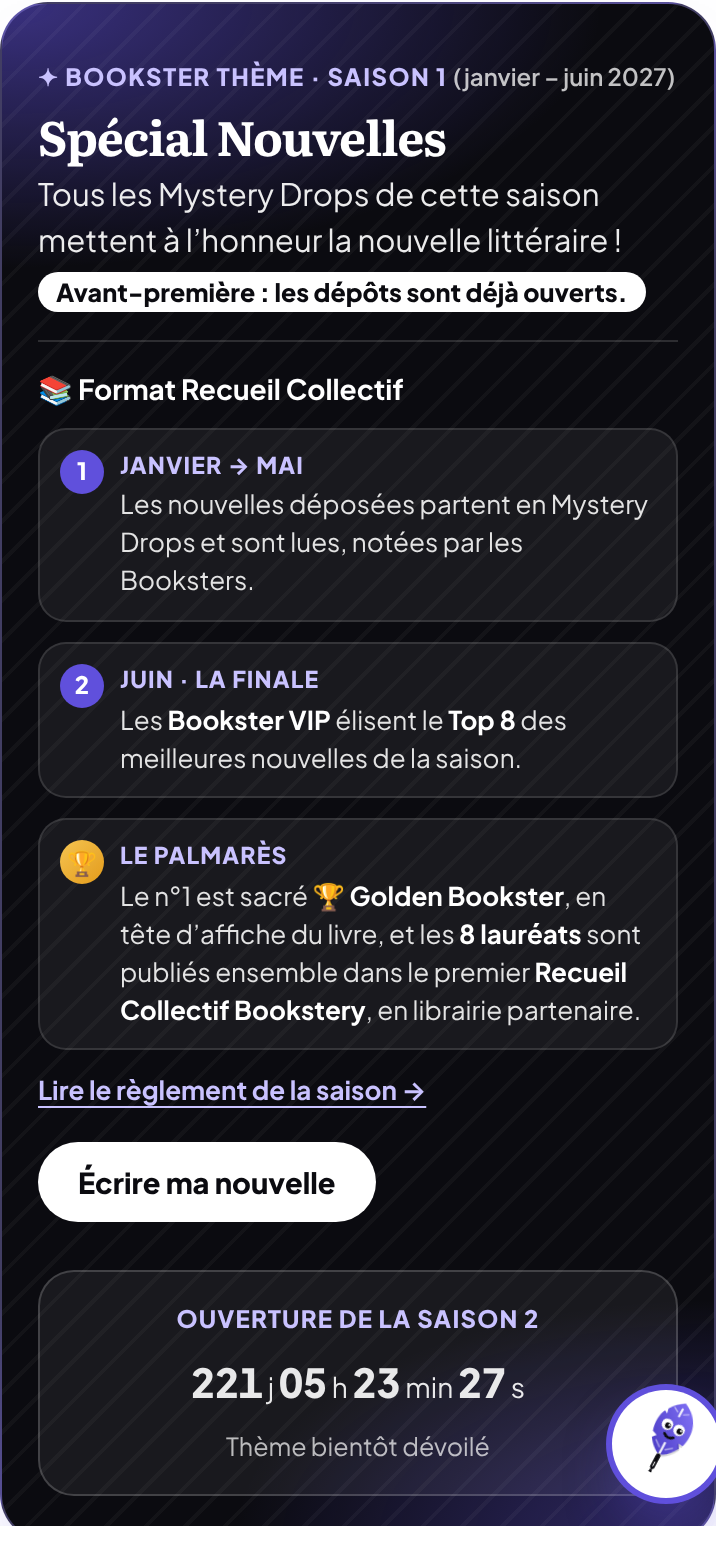 ✦ BOOKSTER THÈME · SAISON 1 (janvier – juin 2027)
Spécial Nouvelles
Tous les Mystery Drops de cette saison
mettent à l’honneur la nouvelle littéraire !
Avant-première : les dépôts sont déjà ouverts.
📚 Format Recueil Collectif
1 JANVIER → MAI
Les nouvelles déposées partent en Mystery
Drops et sont lues, notées par les
Booksters.
2 JUIN · LA FINALE
Les Bookster VIP élisent le Top 8 des
meilleures nouvelles de la saison.
🏆 LE PALMARÈS
Le n°1 est sacré 🏆 Golden Bookster, en
tête d’affiche du livre, et les 8 lauréats sont
publiés ensemble dans le premier Recueil
Collectif Bookstery, en librairie partenaire.
Lire le règlement de la saison →
Écrire ma nouvelle
OUVERTURE DE LA SAISON 2
221 j 05 h 23 min 27 s
Thème bientôt dévoilé